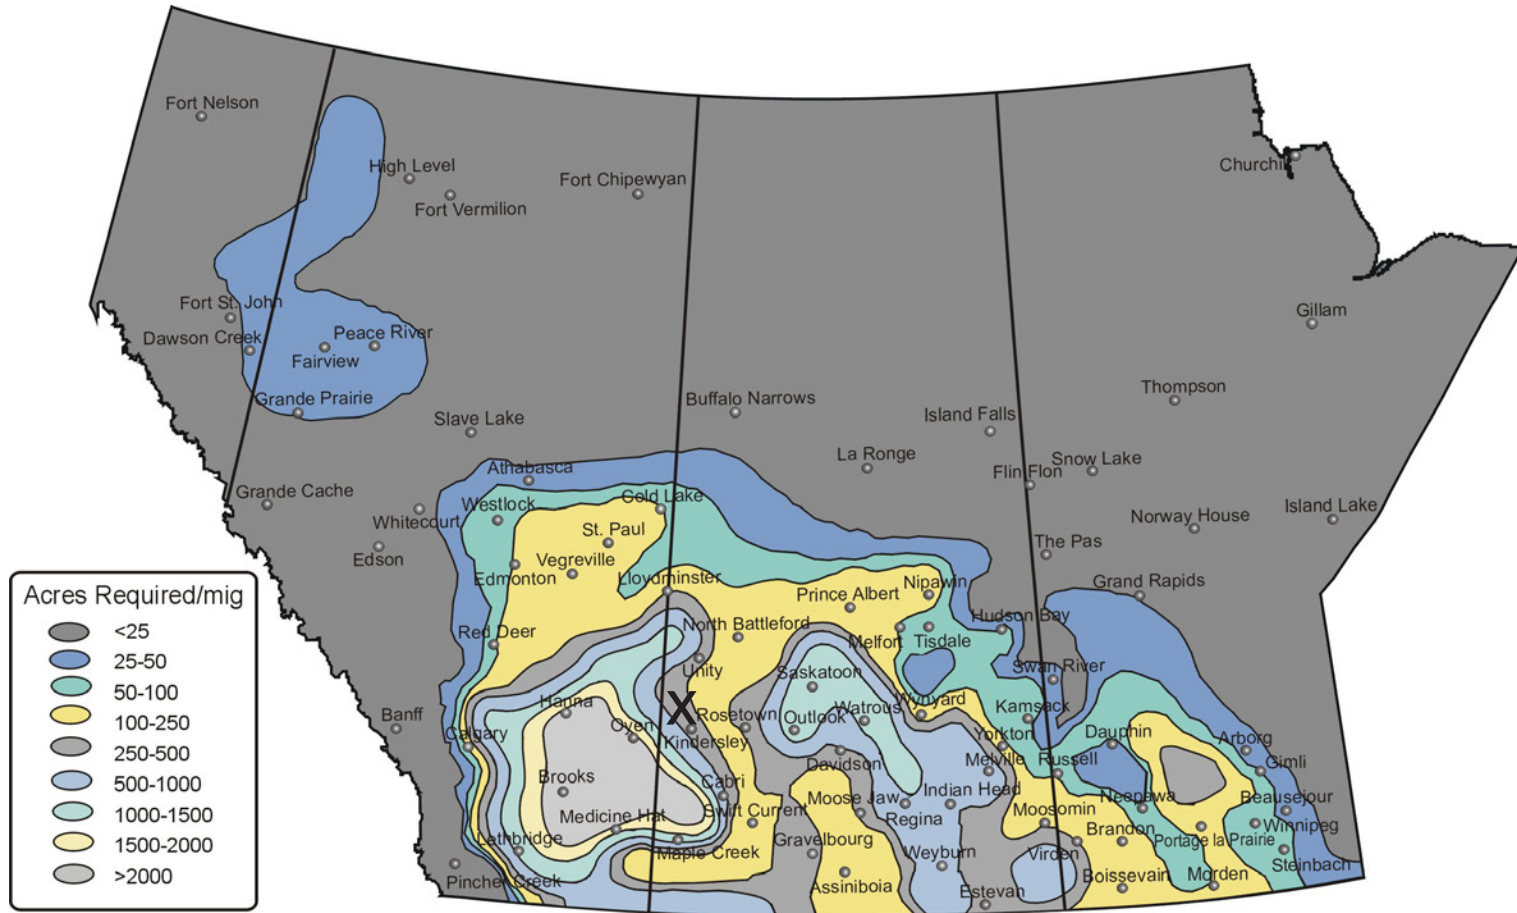 Fort Nelson
High Level
Fort Chipewyan
Fort Vermilion
Churchill
Fort St. John
Gillam
Dawson Creek
Peace River
Fairview
Grande Prairie
Buffalo Narrows
Thompson
Slave Lake
Island Falls
La Ronge
Snow Lake
Flin Flon
Athabasca
Grande Cache
Westlock
Cold Lake
Whitecourt
Norway House
Island Lake
St. Paul
Edson
Vegreville
The Pas
Edmonton
Lloydminster
Nipawin
Grand Rapids
Prince Albert
Hudson Bay
Red Deer
North Battleford
Melfort
Tisdale
Unity
Saskatoon
Swan River
Hanna
X
Watrous
Wynyard
Kamsack
Banff
Oyen
Rosetown
Outlook
Calgary
Kindersley
Yorkton
Dauphin
Arborg
Davidson
Melville
Russell
Gimli
Brooks
Cabri
Moose Jaw
Indian Head
Neepawa
Beausejour
Medicine Hat
Swift Current
Regina
Moosomin
Brandon
Winnipeg
Lethbridge
Gravelbourg
Portage la Prairie
Maple Creek
Weyburn
Virden
Steinbach
Pincher Creek
Assiniboia
Boissevain
Morden
Estevan
Acres Required/mig
<25
25-50
50-100
100-250
250-500
500-1000
1000-1500
1500-2000
>2000